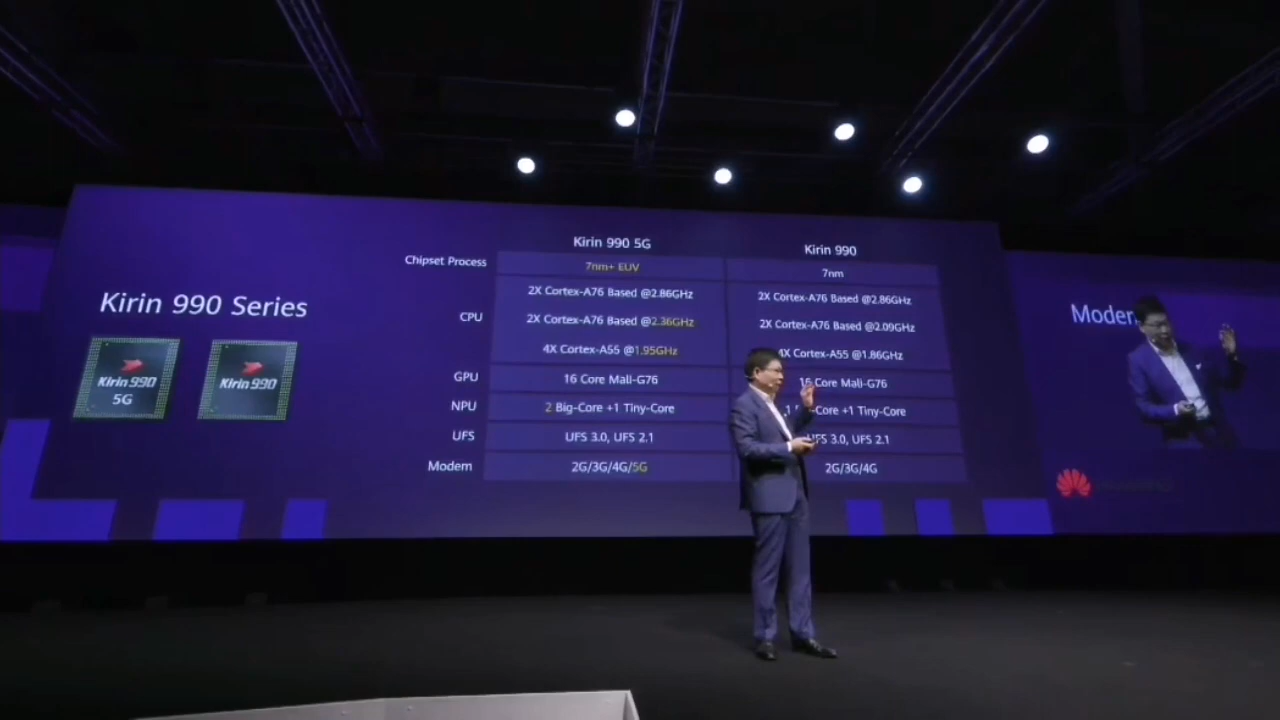 Kirin 990 Series
Kirin 990
5G
Kirin 990
Kirin 990 5G Kirin 990
Chipset Process 7nm+ EUV 7nm
2X Cortex-A76 Based @2.86GHz 2X Cortex-A76 Based @2.86GHz
CPU 2X Cortex-A76 Based @2.36GHz 2X Cortex-A76 Based @2.09GHz
4X Cortex-A55 @1.95GHz 4X Cortex-A55 @1.86GHz
GPU 16 Core Mali-G76 16 Core Mali-G76
NPU 2 Big-Core +1 Tiny-Core 1 -Core +1 Tiny-Core
UFS UFS 3.0, UFS 2.1 UFS 3.0, UFS 2.1
Modem 2G/3G/4G/5G 2G/3G/4G
Modem